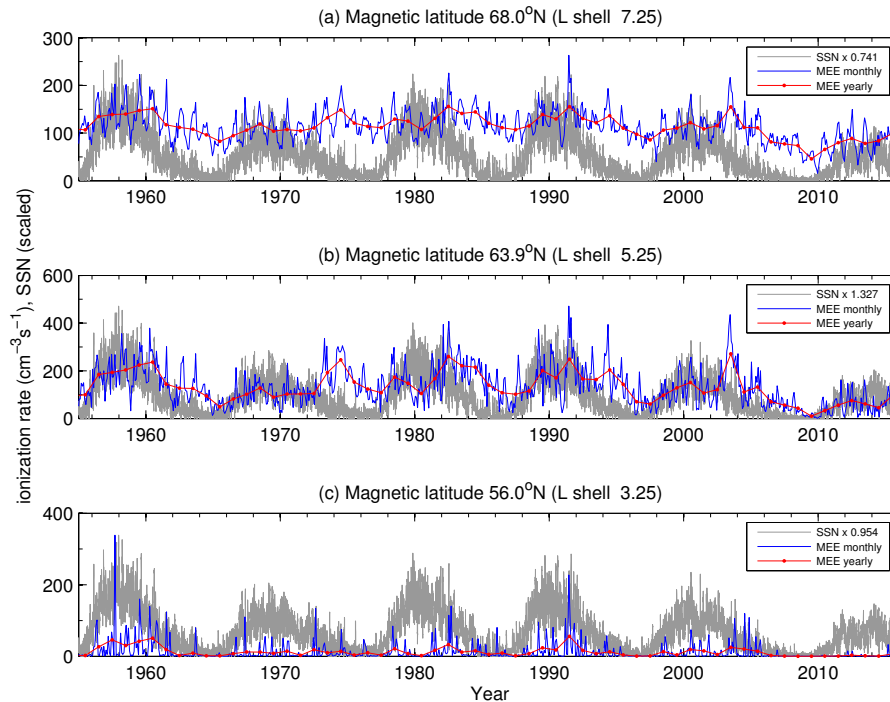 (a) Magnetic latitude 68.0°N (L shell 7.25)
300
200
100
0
SSN x 0.741
MEE monthly
MEE yearly
1960 1970 1980 1990 2000 2010
(b) Magnetic latitude 63.9°N (L shell 5.25)
ionization rate (cm⁻³s⁻¹), SSN (scaled)
600
400
200
0
SSN x 1.327
MEE monthly
MEE yearly
1960 1970 1980 1990 2000 2010
(c) Magnetic latitude 56.0°N (L shell 3.25)
400
200
0
SSN x 0.954
MEE monthly
MEE yearly
1960 1970 1980 1990 2000 2010
Year